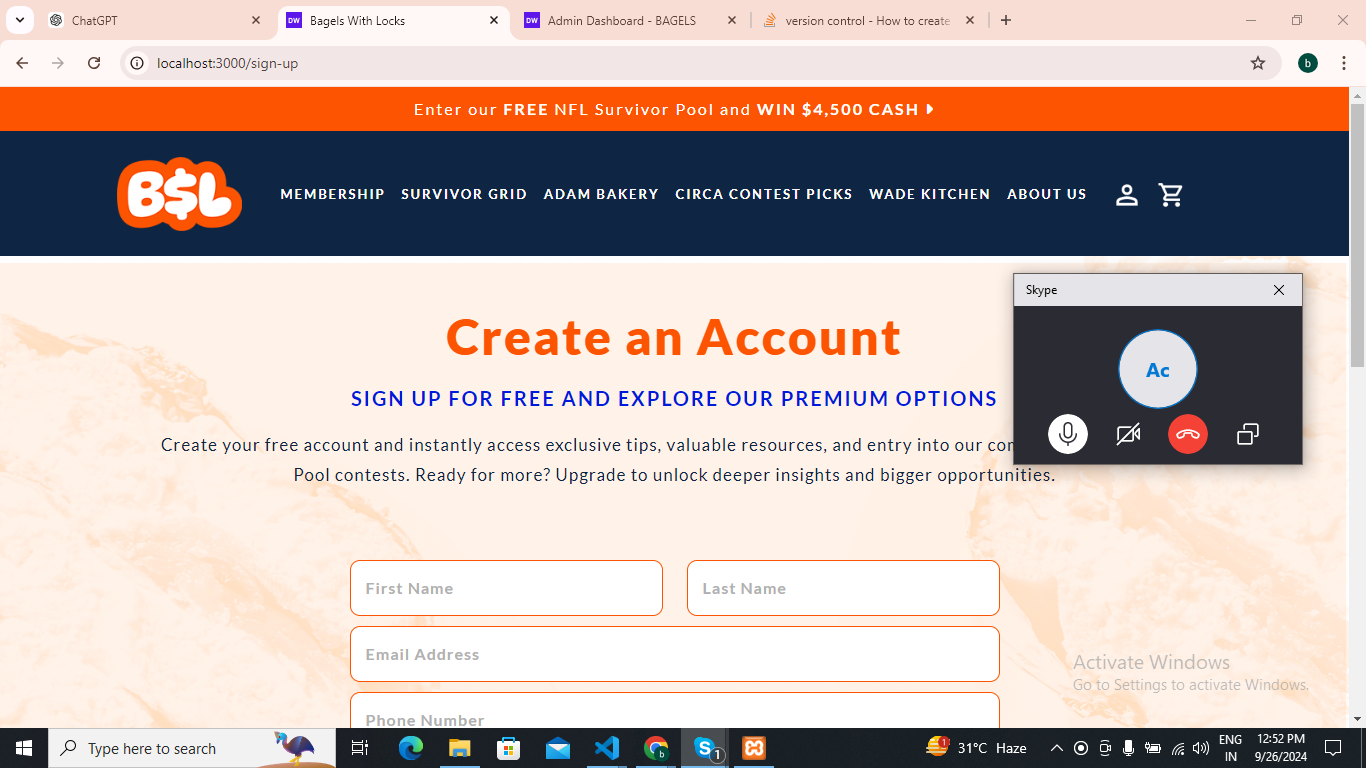 ChatGPT
Bagels With Locks
Admin Dashboard - BAGELS
version control - How to create
localhost:3000/sign-up
b
Enter our FREE NFL Survivor Pool and WIN $4,500 CASH
B$L
MEMBERSHIP SURVIVOR GRID ADAM BAKERY CIRCA CONTEST PICKS WADE KITCHEN ABOUT US
Skype
Ac
Create an Account
SIGN UP FOR FREE AND EXPLORE OUR PREMIUM OPTIONS
Create your free account and instantly access exclusive tips, valuable resources, and entry into our
Pool contests. Ready for more? Upgrade to unlock deeper insights and bigger opportunities.
First Name
Last Name
Email Address
Phone Number
Activate Windows
Go to Settings to activate Windows.
Type here to search
1
1
31°C Haze
ENG
IN
12:52 PM
9/26/2024